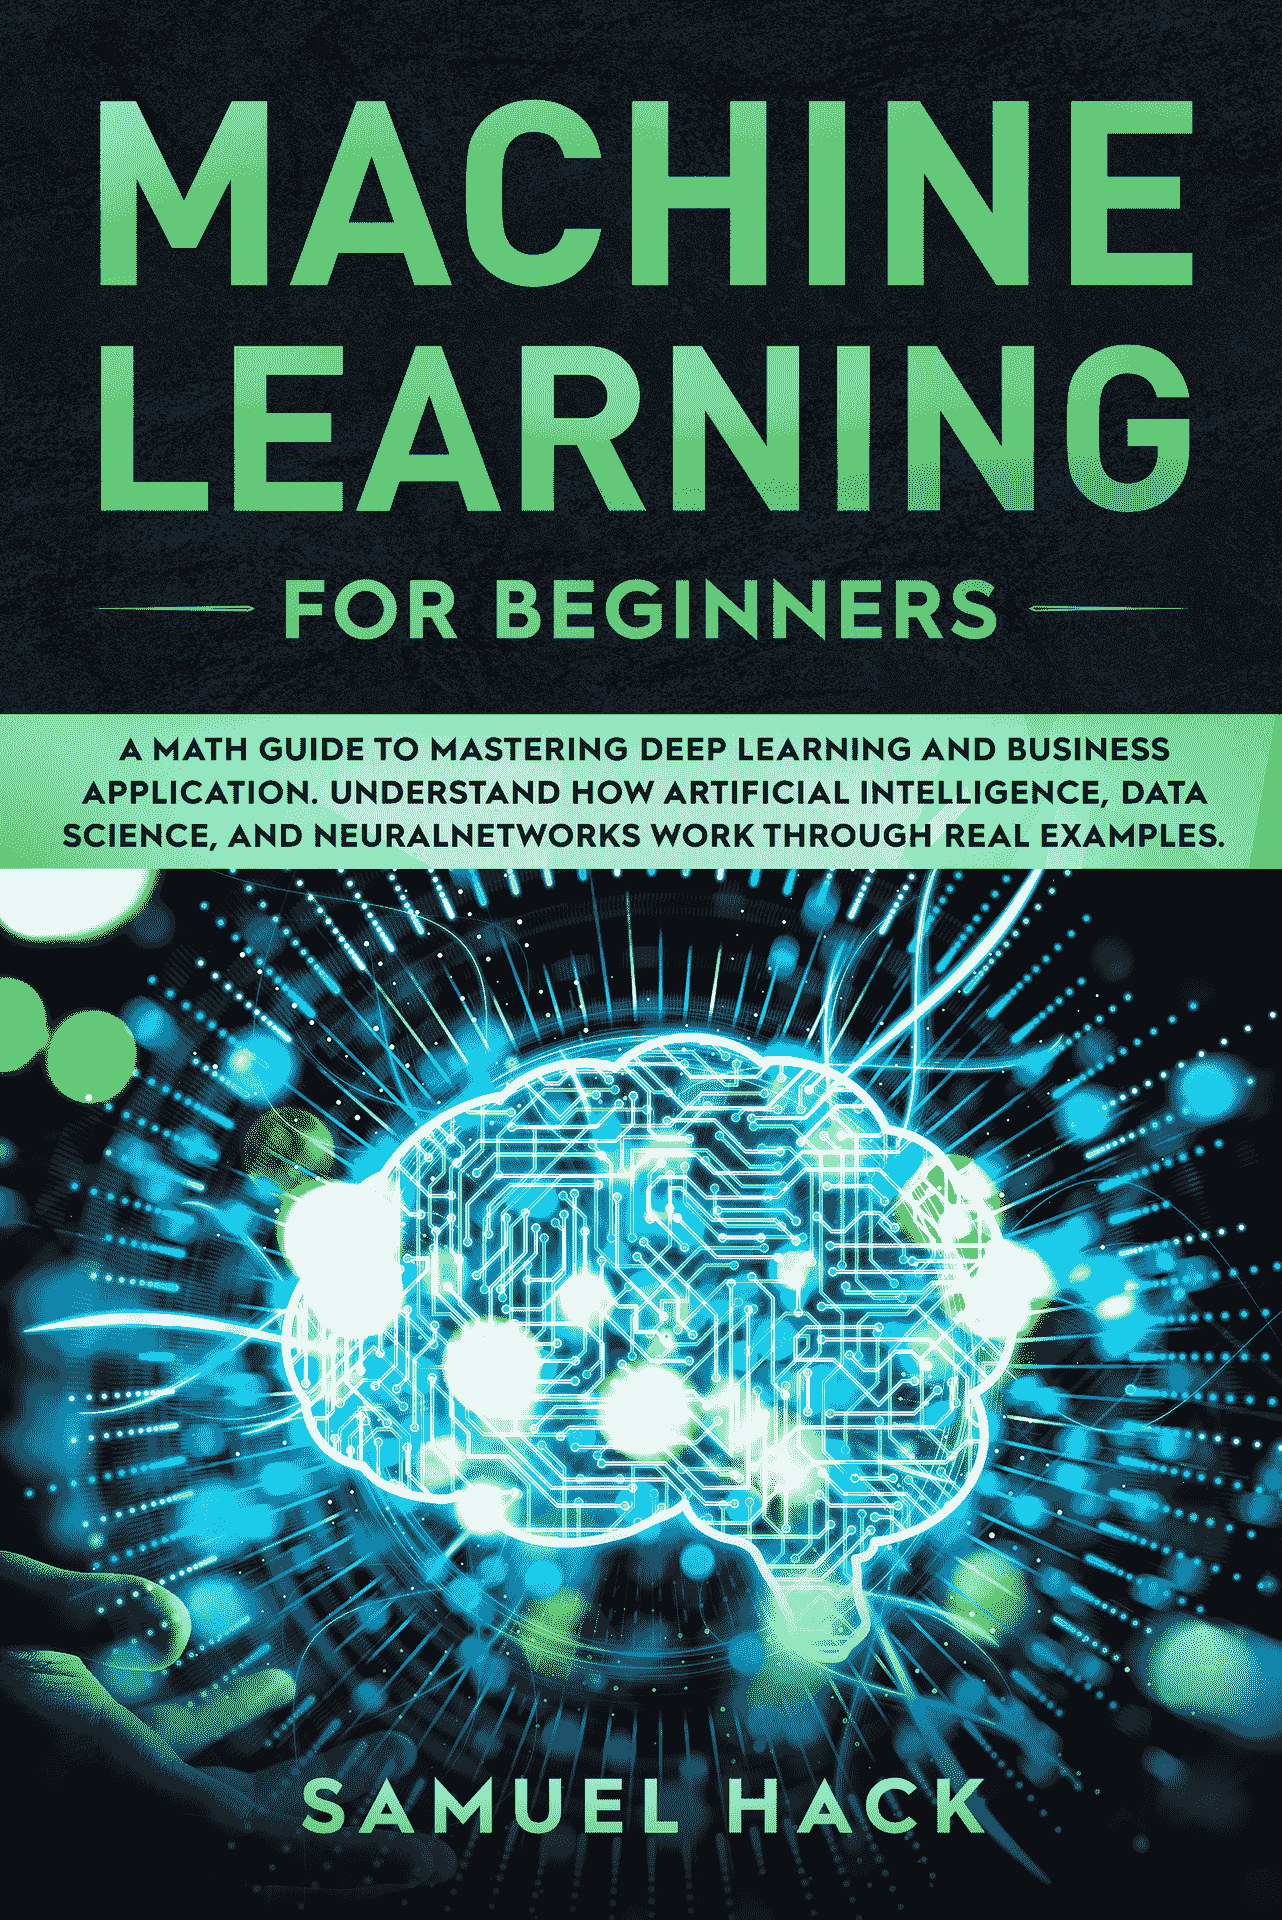 MACHINE
LEARNING
FOR BEGINNERS
A MATH GUIDE TO MASTERING DEEP LEARNING AND BUSINESS
APPLICATION. UNDERSTAND HOW ARTIFICIAL INTELLIGENCE, DATA
SCIENCE, AND NEURALNETWORKS WORK THROUGH REAL EXAMPLES.
SAMUEL HACK